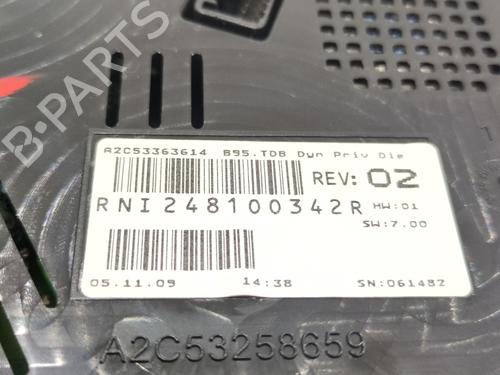 A2C53363614 B95.TDB Dyn Priv Die
REV: 02
RNI248100342R HW:01
SW:7.00
05.11.09 14:38 SN:061482
A2C53258659
B-PARTS